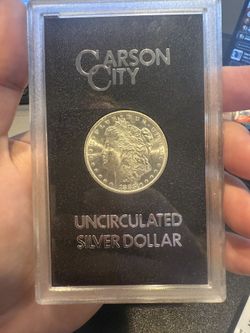 CARSON
CITY
UNCIRCULATED
SILVER DOLLAR